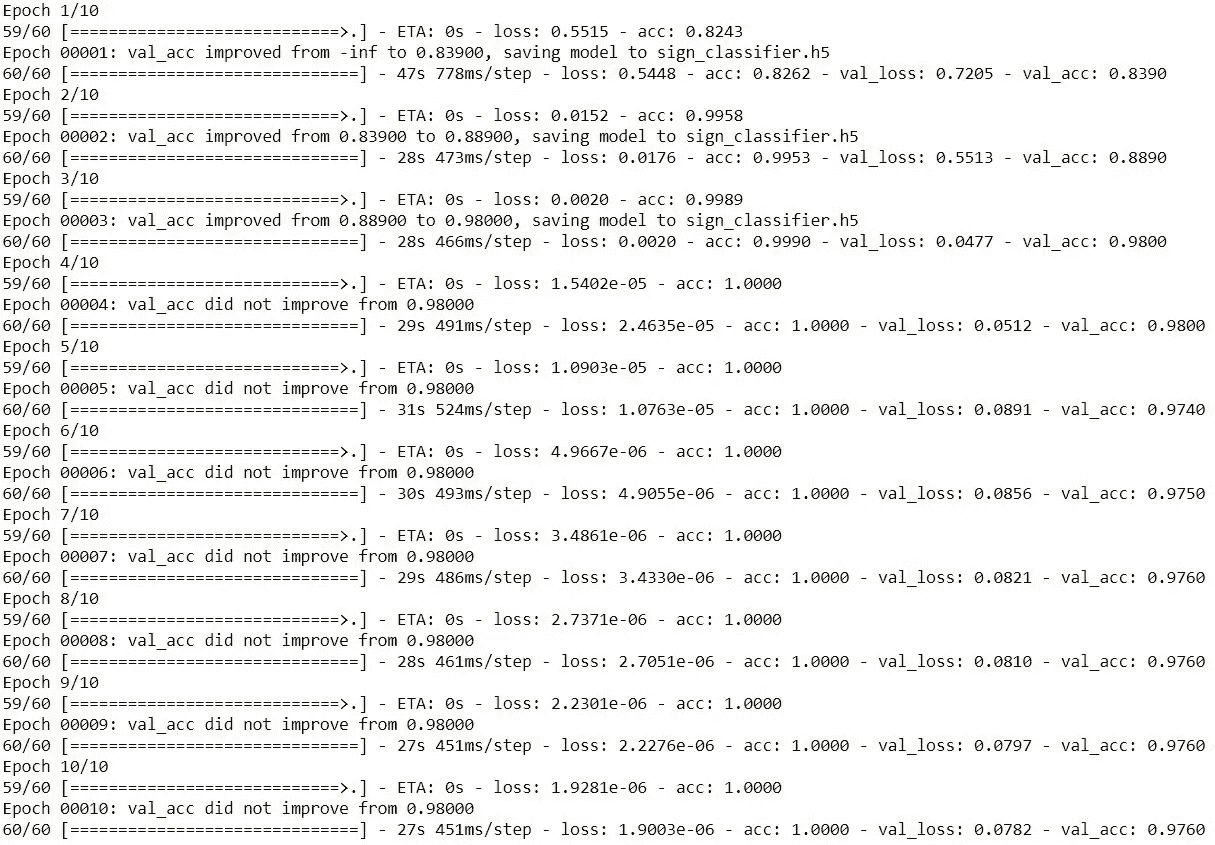 Epoch 1/10
59/60 [============================>.] - ETA: 0s - loss: 0.5515 - acc: 0.8243
Epoch 00001: val_acc improved from -inf to 0.83900, saving model to sign_classifier.h5
60/60 [==============================] - 47s 778ms/step - loss: 0.5448 - acc: 0.8262 - val_loss: 0.7205 - val_acc: 0.8390
Epoch 2/10
59/60 [============================>.] - ETA: 0s - loss: 0.0152 - acc: 0.9958
Epoch 00002: val_acc improved from 0.83900 to 0.88900, saving model to sign_classifier.h5
60/60 [==============================] - 28s 473ms/step - loss: 0.0176 - acc: 0.9953 - val_loss: 0.5513 - val_acc: 0.8890
Epoch 3/10
59/60 [============================>.] - ETA: 0s - loss: 0.0020 - acc: 0.9989
Epoch 00003: val_acc improved from 0.88900 to 0.98000, saving model to sign_classifier.h5
60/60 [==============================] - 28s 466ms/step - loss: 0.0020 - acc: 0.9990 - val_loss: 0.0477 - val_acc: 0.9800
Epoch 4/10
59/60 [============================>.] - ETA: 0s - loss: 1.5402e-05 - acc: 1.0000
Epoch 00004: val_acc did not improve from 0.98000
60/60 [==============================] - 29s 491ms/step - loss: 2.4635e-05 - acc: 1.0000 - val_loss: 0.0512 - val_acc: 0.9800
Epoch 5/10
59/60 [============================>.] - ETA: 0s - loss: 1.0903e-05 - acc: 1.0000
Epoch 00005: val_acc did not improve from 0.98000
60/60 [==============================] - 31s 524ms/step - loss: 1.0763e-05 - acc: 1.0000 - val_loss: 0.0891 - val_acc: 0.9740
Epoch 6/10
59/60 [============================>.] - ETA: 0s - loss: 4.9667e-06 - acc: 1.0000
Epoch 00006: val_acc did not improve from 0.98000
60/60 [==============================] - 30s 493ms/step - loss: 4.9055e-06 - acc: 1.0000 - val_loss: 0.0856 - val_acc: 0.9750
Epoch 7/10
59/60 [============================>.] - ETA: 0s - loss: 3.4861e-06 - acc: 1.0000
Epoch 00007: val_acc did not improve from 0.98000
60/60 [==============================] - 29s 486ms/step - loss: 3.4330e-06 - acc: 1.0000 - val_loss: 0.0821 - val_acc: 0.9760
Epoch 8/10
59/60 [============================>.] - ETA: 0s - loss: 2.7371e-06 - acc: 1.0000
Epoch 00008: val_acc did not improve from 0.98000
60/60 [==============================] - 28s 461ms/step - loss: 2.7051e-06 - acc: 1.0000 - val_loss: 0.0810 - val_acc: 0.9760
Epoch 9/10
59/60 [============================>.] - ETA: 0s - loss: 2.2301e-06 - acc: 1.0000
Epoch 00009: val_acc did not improve from 0.98000
60/60 [==============================] - 27s 451ms/step - loss: 2.2276e-06 - acc: 1.0000 - val_loss: 0.0797 - val_acc: 0.9760
Epoch 10/10
59/60 [============================>.] - ETA: 0s - loss: 1.9281e-06 - acc: 1.0000
Epoch 00010: val_acc did not improve from 0.98000
60/60 [==============================] - 27s 451ms/step - loss: 1.9003e-06 - acc: 1.0000 - val_loss: 0.0782 - val_acc: 0.9760